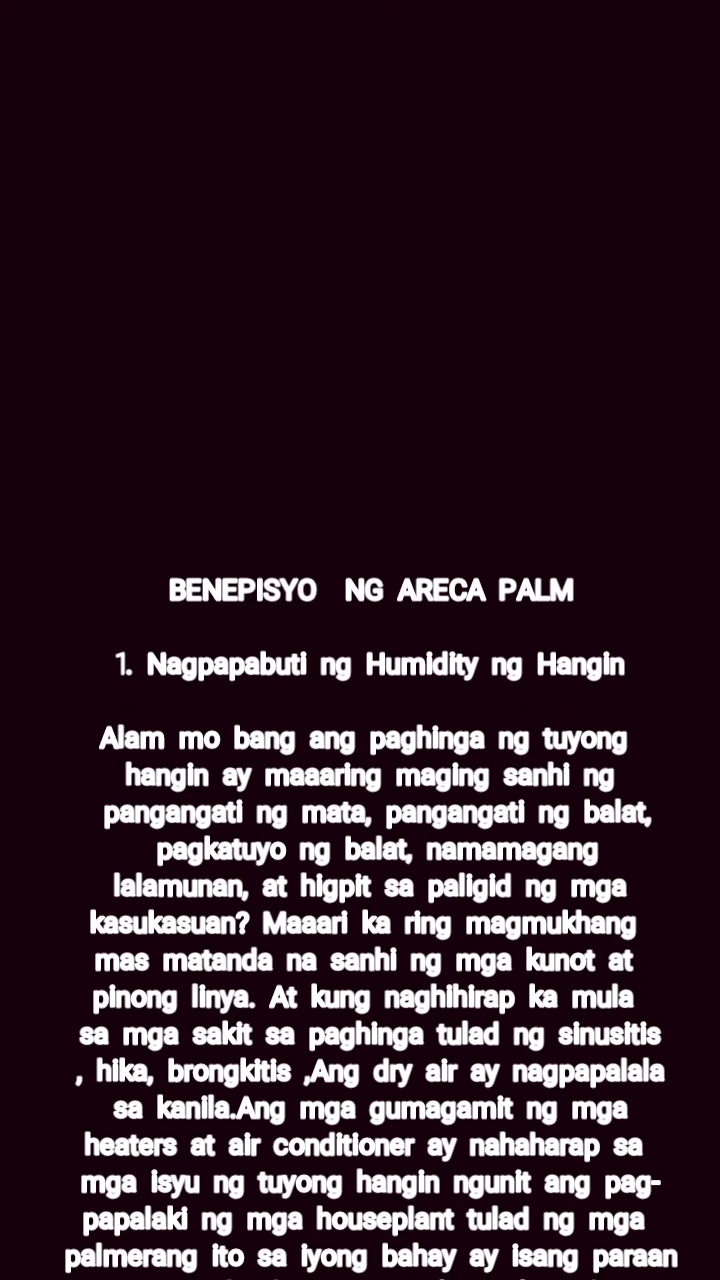 BENEPISYO NG ARECA PALM
1. Nagpapabuti ng Humidity ng Hangin
Alam mo bang ang paghinga ng tuyong
hangin ay maaaring maging sanhi ng
pangangati ng mata, pangangati ng balat,
pagkatuyo ng balat, namamagang
lalamunan, at higpit sa paligid ng mga
kasukasuan? Maaari ka ring magmukhang
mas matanda na sanhi ng mga kunot at
pinong linya. At kung naghihirap ka mula
sa mga sakit sa paghinga tulad ng sinusitis
, hika, brongkitis ,Ang dry air ay nagpapalala
sa kanila.Ang mga gumagamit ng mga
heaters at air conditioner ay nahaharap sa
mga isyu ng tuyong hangin ngunit ang pag-
papalaki ng mga houseplant tulad ng mga
palmerang ito sa iyong bahay ay isang paraan